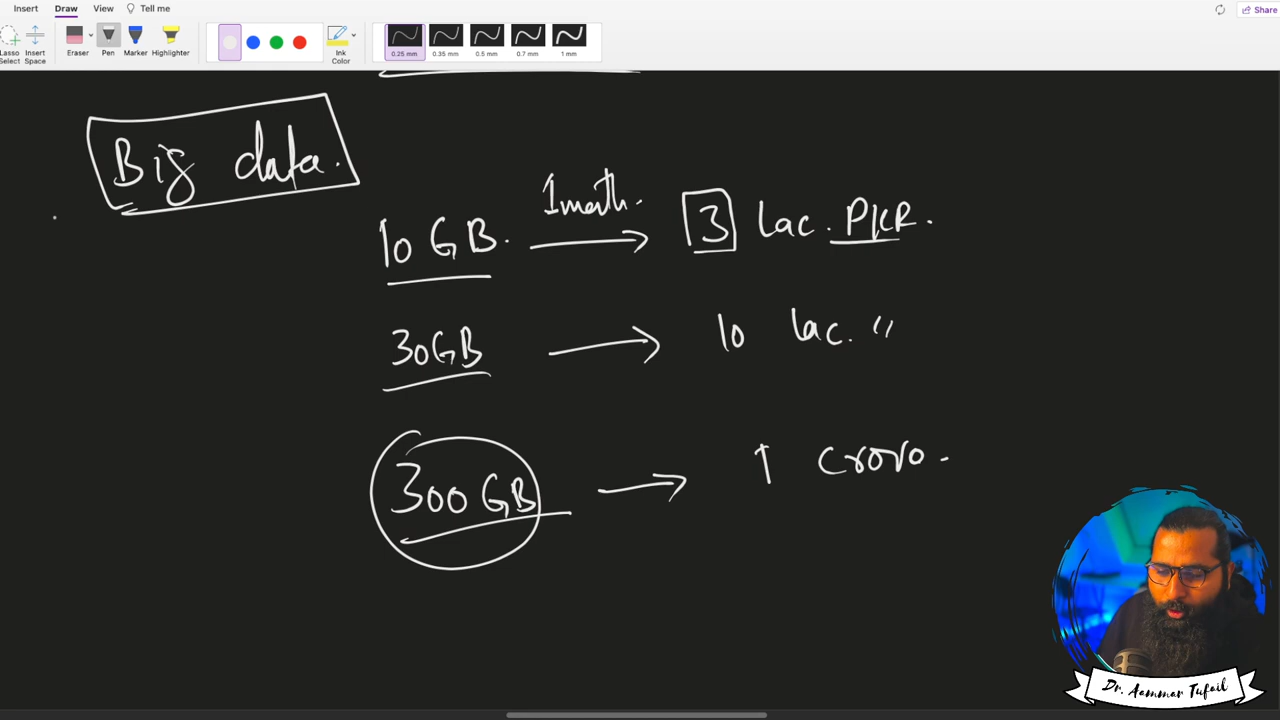 Insert Draw View Tell me
Share
Lasso Select
Insert Space
Eraser
Pen
Marker
Highlighter
Ink Color
0.25 mm
0.35 mm
0.5 mm
0.7 mm
1 mm
Big data.
10 GB. 1 month. 3 lac. PKR.
30GB 10 lac. "
300 GB 1 Croro.
Dr. Aammar Tufail